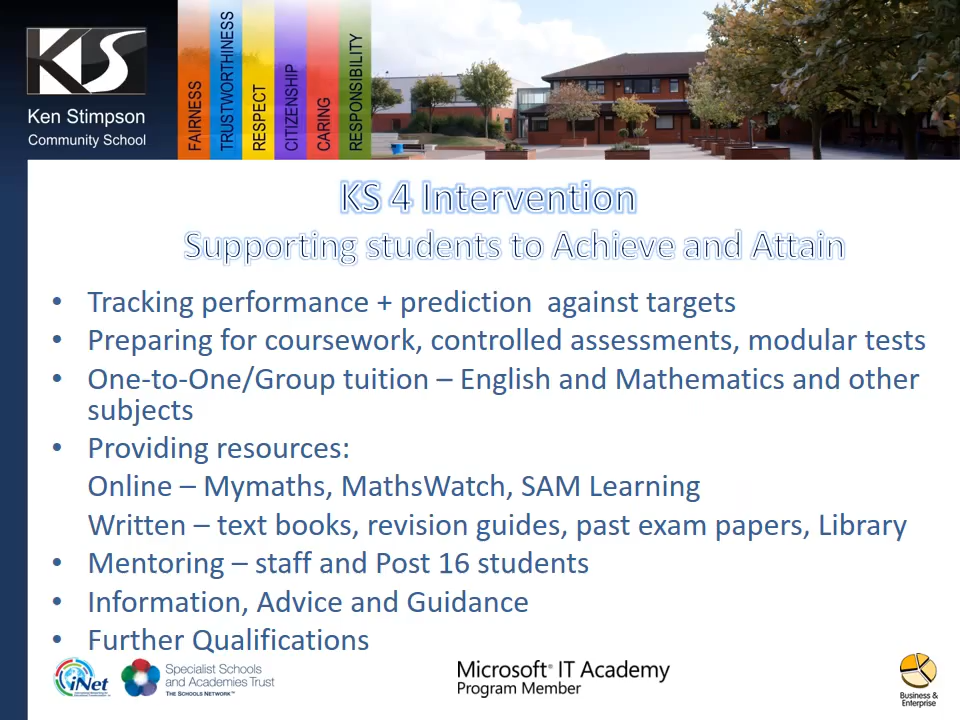 KS
Ken Stimpson
Community School
FAIRNESS
TRUSTWORTHINESS
RESPECT
CITIZENSHIP
CARING
RESPONSIBILITY
KS 4 Intervention
Supporting students to Achieve and Attain
• Tracking performance + prediction  against targets
• Preparing for coursework, controlled assessments, modular tests
• One-to-One/Group tuition – English and Mathematics and other
subjects
• Providing resources:
Online – Mymaths, MathsWatch, SAM Learning
Written – text books, revision guides, past exam papers, Library
• Mentoring – staff and Post 16 students
• Information, Advice and Guidance
• Further Qualifications
iNet
Specialist Schools
and Academies Trust
THE SCHOOLS NETWORK™
Microsoft® IT Academy
Program Member
Business &
Enterprise